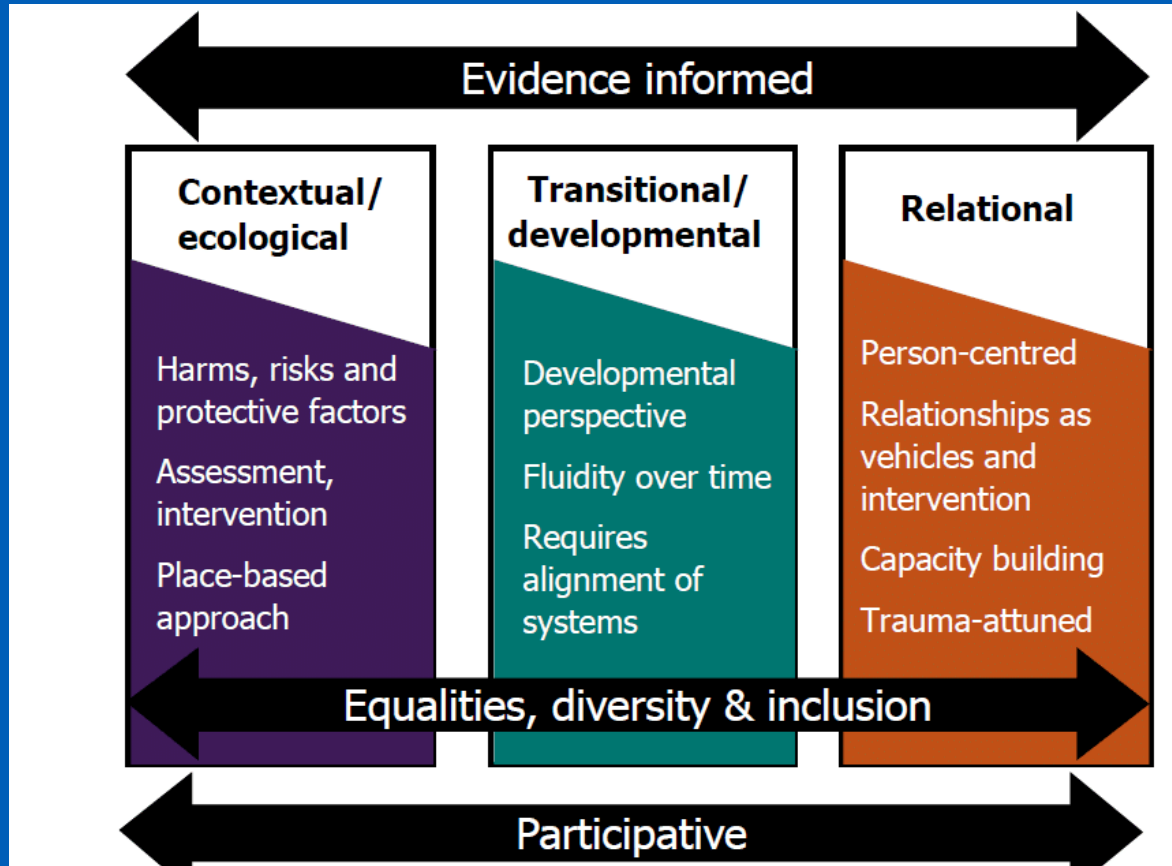 Evidence informed
Contextual/
ecological
Harms, risks and
protective factors
Assessment,
intervention
Place-based
approach
Transitional/
developmental
Developmental
perspective
Fluidity over time
Requires
alignment of
systems
Relational
Person-centred
Relationships as
vehicles and
intervention
Capacity building
Trauma-attuned
Equalities, diversity & inclusion
Participative